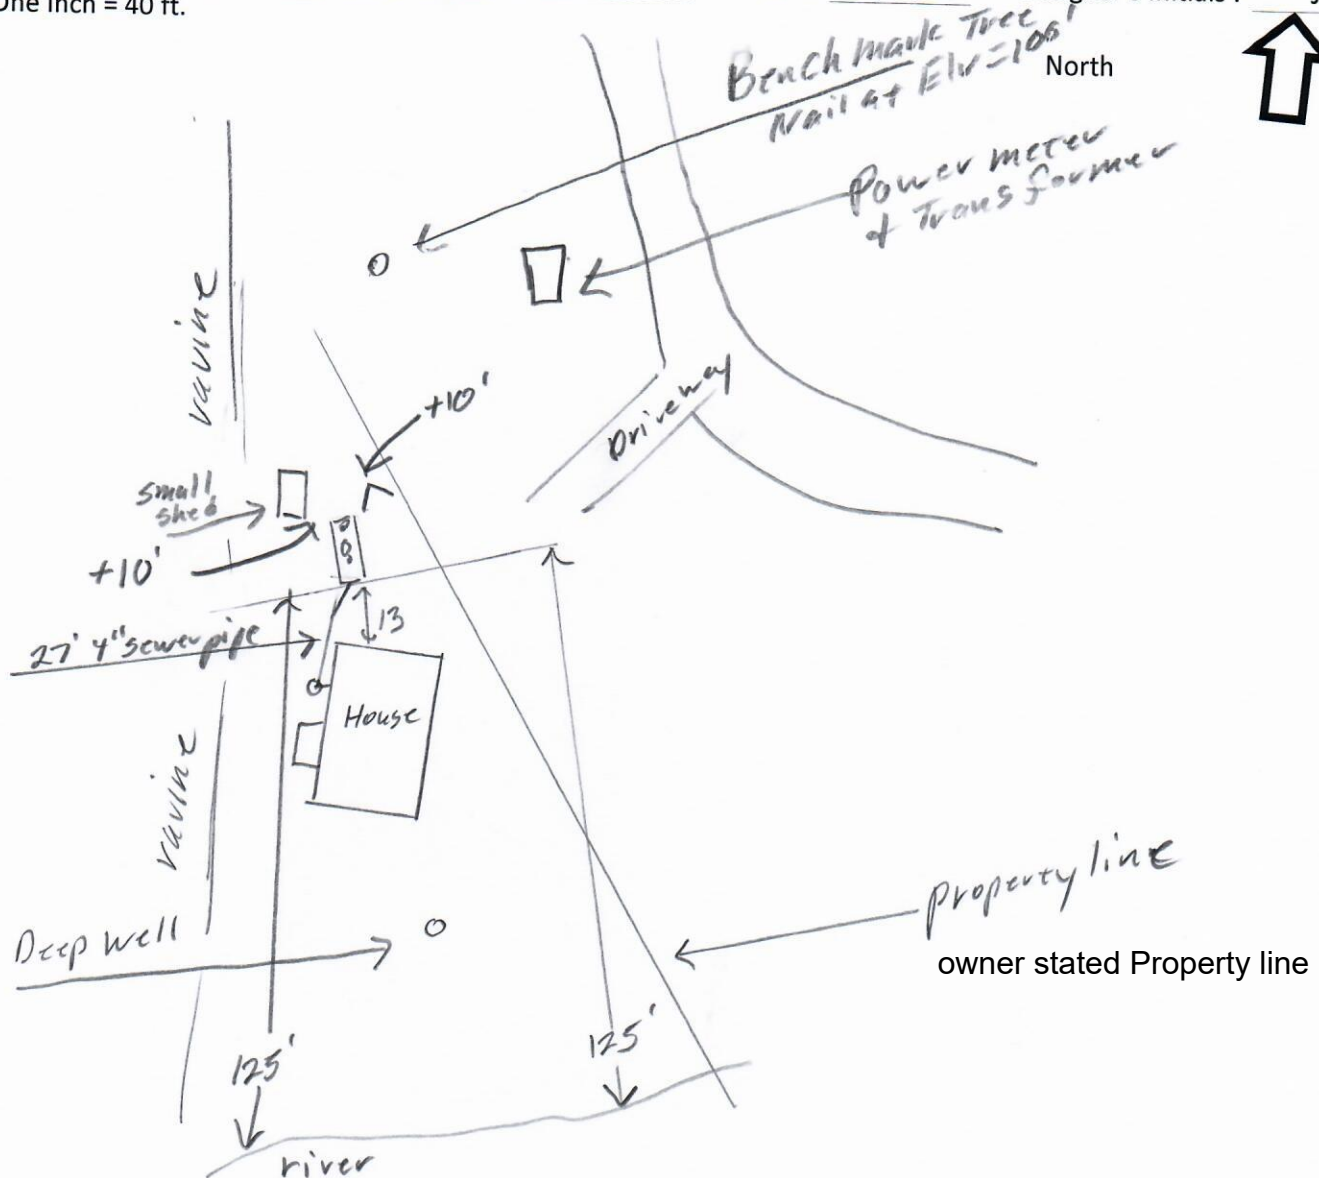 One Inch = 40 ft.
Bench mark Tree
Nail at Elv=100'
North
Power meter
+ Transformer
ravine
+10'
Driveway
small
shed
+10'
13
27' 4" sewer pipe
House
ravine
Property line
Deep well
owner stated Property line
125'
125'
river